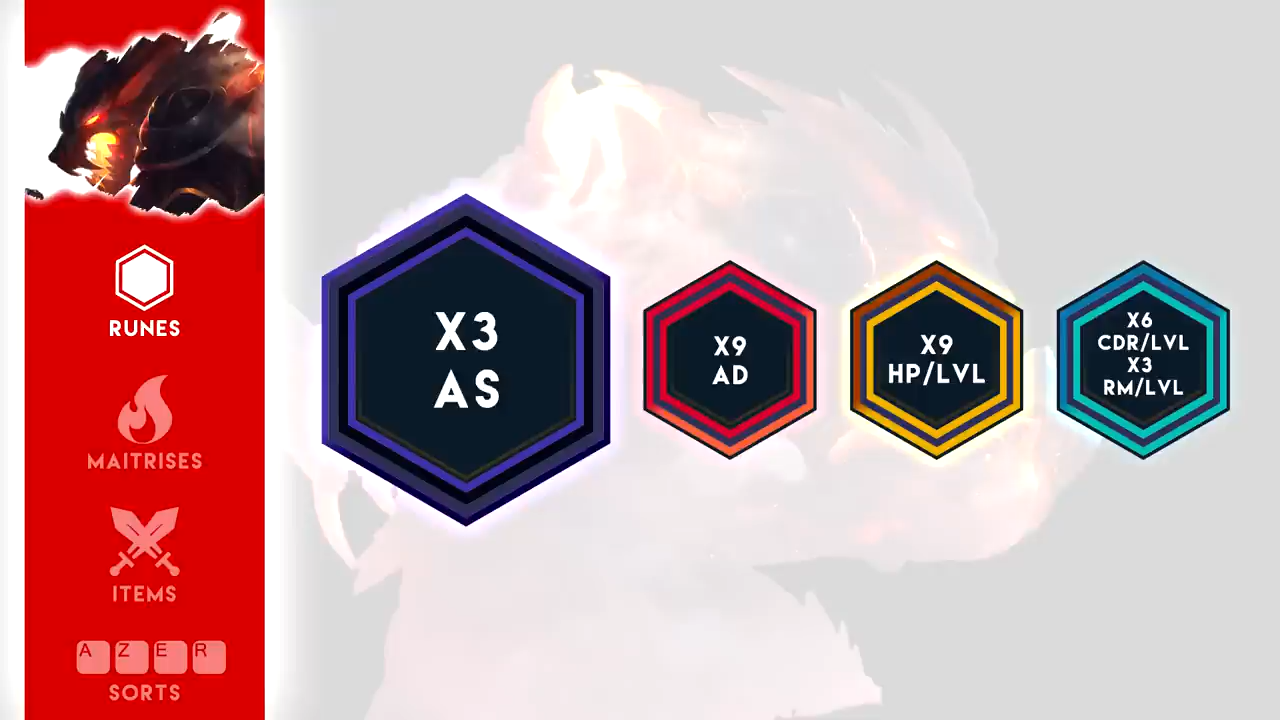 RUNES
MAITRISES
ITEMS
A Z E R
SORTS
X3
AS
X9
AD
X9
HP/LVL
X6
CDR/LVL
X3
RM/LVL